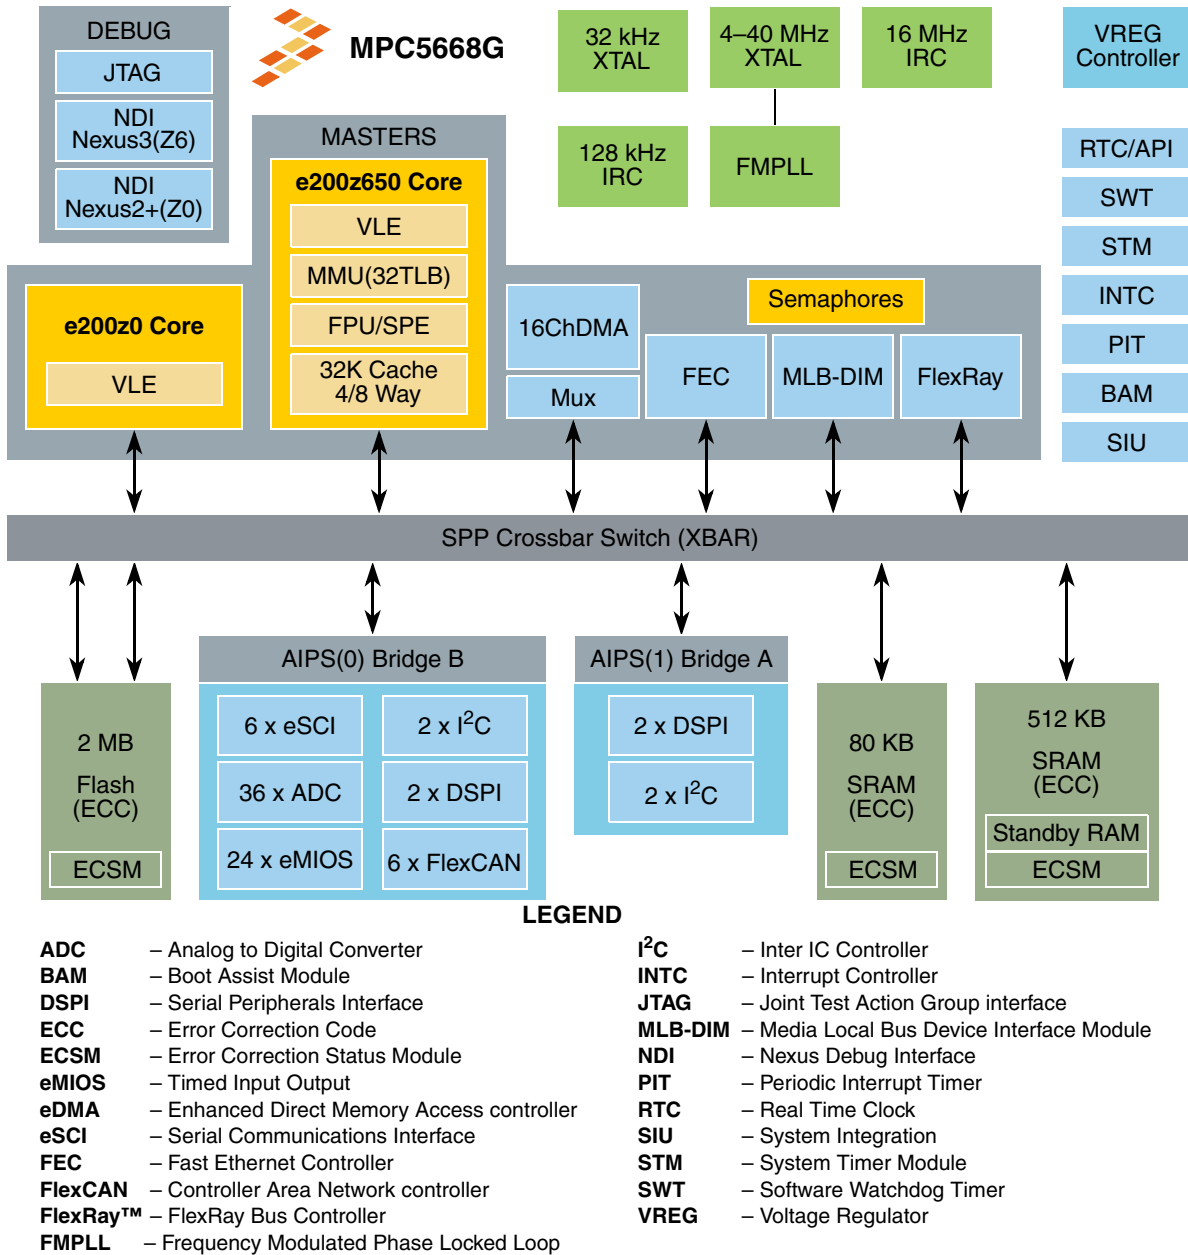 DEBUG
JTAG
NDI
Nexus3(Z6)
NDI
Nexus2+(Z0)
MPC5668G
32 kHz
XTAL
4–40 MHz
XTAL
16 MHz
IRC
128 kHz
IRC
FMPLL
VREG
Controller
RTC/API
SWT
STM
INTC
PIT
BAM
SIU
MASTERS
e200z650 Core
VLE
MMU(32TLB)
FPU/SPE
32K Cache
4/8 Way
e200z0 Core
VLE
16ChDMA
Mux
Semaphores
FEC
MLB-DIM
FlexRay
SPP Crossbar Switch (XBAR)
2 MB
Flash
(ECC)
ECSM
AIPS(0) Bridge B
6 x eSCI
2 x I²C
36 x ADC
2 x DSPI
24 x eMIOS
6 x FlexCAN
AIPS(1) Bridge A
2 x DSPI
2 x I²C
80 KB
SRAM
(ECC)
ECSM
512 KB
SRAM
(ECC)
Standby RAM
ECSM
LEGEND
ADC – Analog to Digital Converter
BAM – Boot Assist Module
DSPI – Serial Peripherals Interface
ECC – Error Correction Code
ECSM – Error Correction Status Module
eMIOS – Timed Input Output
eDMA – Enhanced Direct Memory Access controller
eSCI – Serial Communications Interface
FEC – Fast Ethernet Controller
FlexCAN – Controller Area Network controller
FlexRay™ – FlexRay Bus Controller
FMPLL – Frequency Modulated Phase Locked Loop
I²C – Inter IC Controller
INTC – Interrupt Controller
JTAG – Joint Test Action Group interface
MLB-DIM – Media Local Bus Device Interface Module
NDI – Nexus Debug Interface
PIT – Periodic Interrupt Timer
RTC – Real Time Clock
SIU – System Integration
STM – System Timer Module
SWT – Software Watchdog Timer
VREG – Voltage Regulator